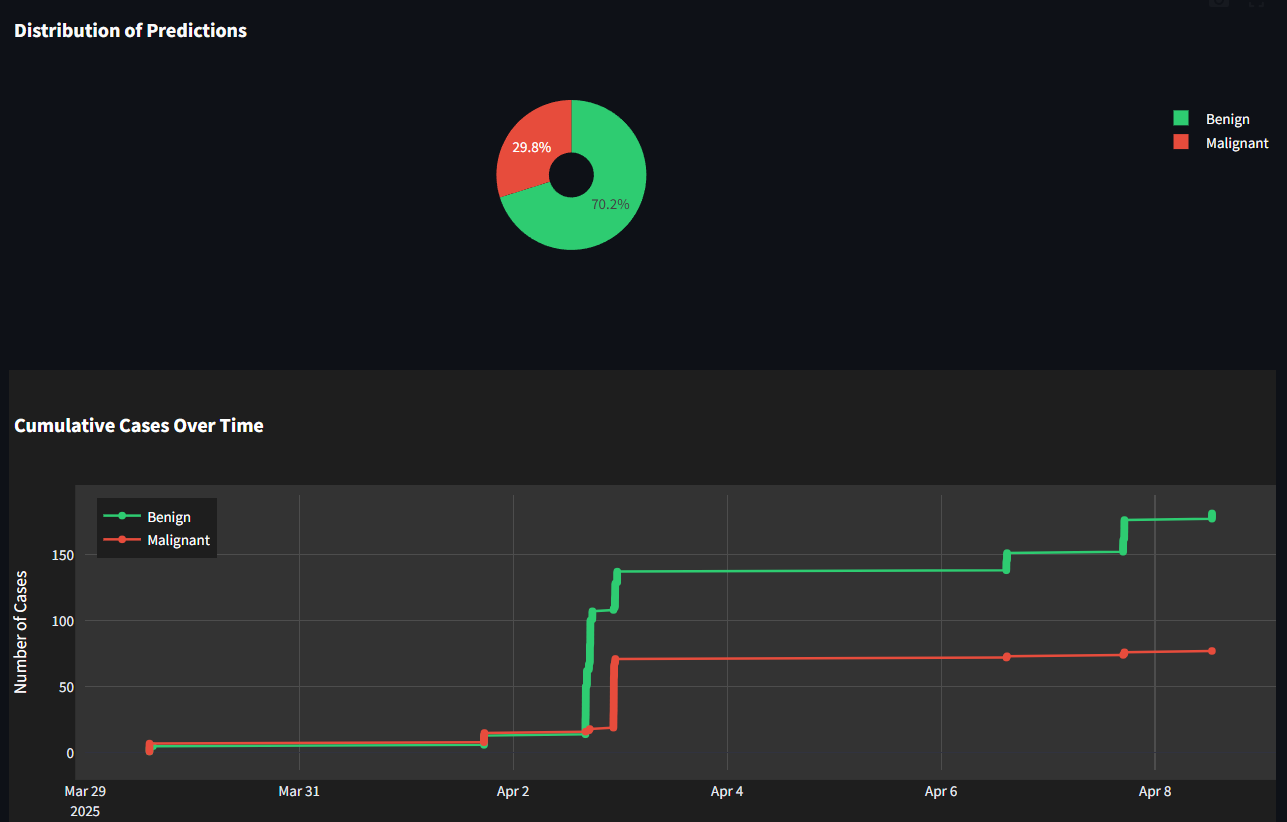 Distribution of Predictions
Benign
Malignant
29.8%
70.2%
Cumulative Cases Over Time
Benign
Malignant
Number of Cases
150
100
50
0
Mar 29
2025
Mar 31
Apr 2
Apr 4
Apr 6
Apr 8